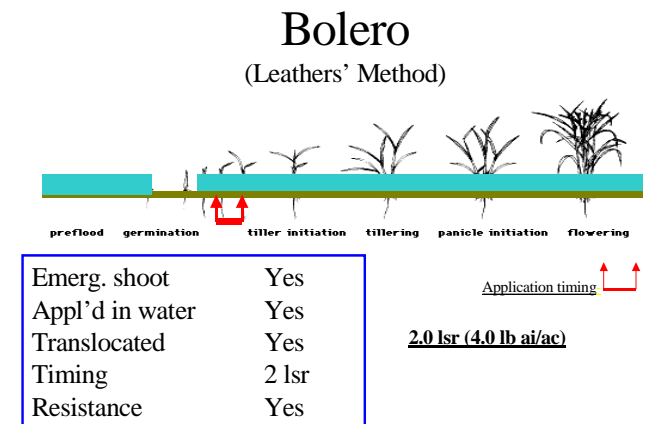 Bolero
(Leathers' Method)
preflood germination tiller initiation tillering panicle initiation flowering
Emerg. shoot Yes
Appl'd in water Yes
Translocated Yes
Timing 2 lsr
Resistance Yes
Application timing
2.0 lsr (4.0 lb ai/ac)